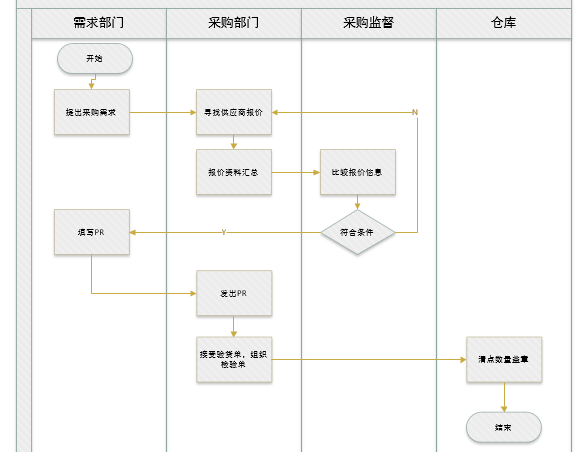 需求部门
采购部门
采购监督
仓库
开始
提出采购需求
寻找供应商报价
N
报价资料汇总
比较报价信息
填写PR
Y
符合条件
发出PR
接受验货单，组织
检验单
清点数量盖章
结束